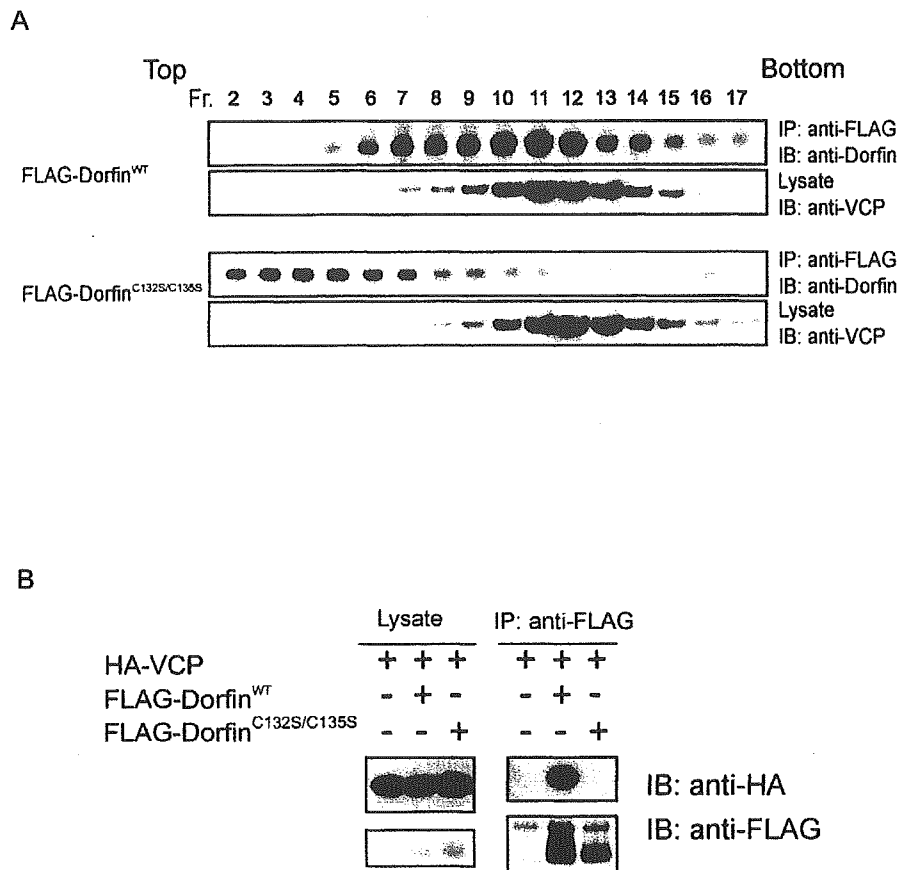 A
Top Bottom
Fr. 2 3 4 5 6 7 8 9 10 11 12 13 14 15 16 17
FLAG-Dorfin^WT
IP: anti-FLAG
IB: anti-Dorfin
Lysate
IB: anti-VCP
FLAG-Dorfin^C132S/C135S
IP: anti-FLAG
IB: anti-Dorfin
Lysate
IB: anti-VCP
B
Lysate IP: anti-FLAG
HA-VCP + + + + + +
FLAG-Dorfin^WT - + - - + -
FLAG-Dorfin^C132S/C135S - - + - - +
IB: anti-HA
IB: anti-FLAG